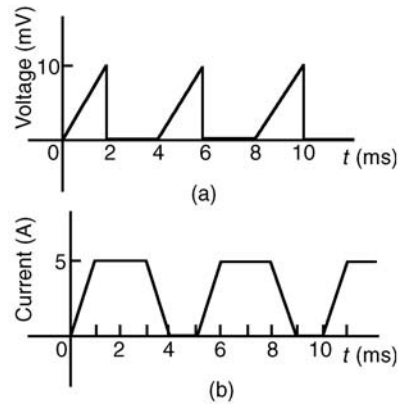 Voltage (mV)
10
0 2 4 6 8 10 t (ms)
(a)
Current (A)
5
0 2 4 6 8 10 t (ms)
(b)